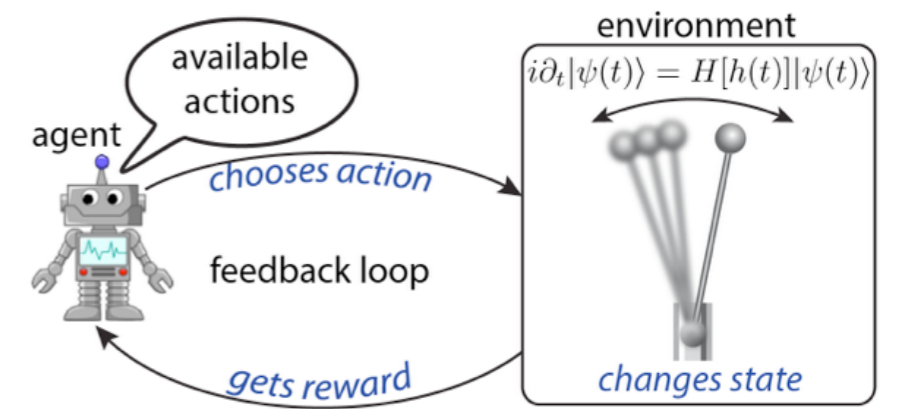 environment
available
actions
i∂ₜ|ψ(t)⟩ = H[h(t)]|ψ(t)⟩
agent
chooses action
feedback loop
gets reward
changes state